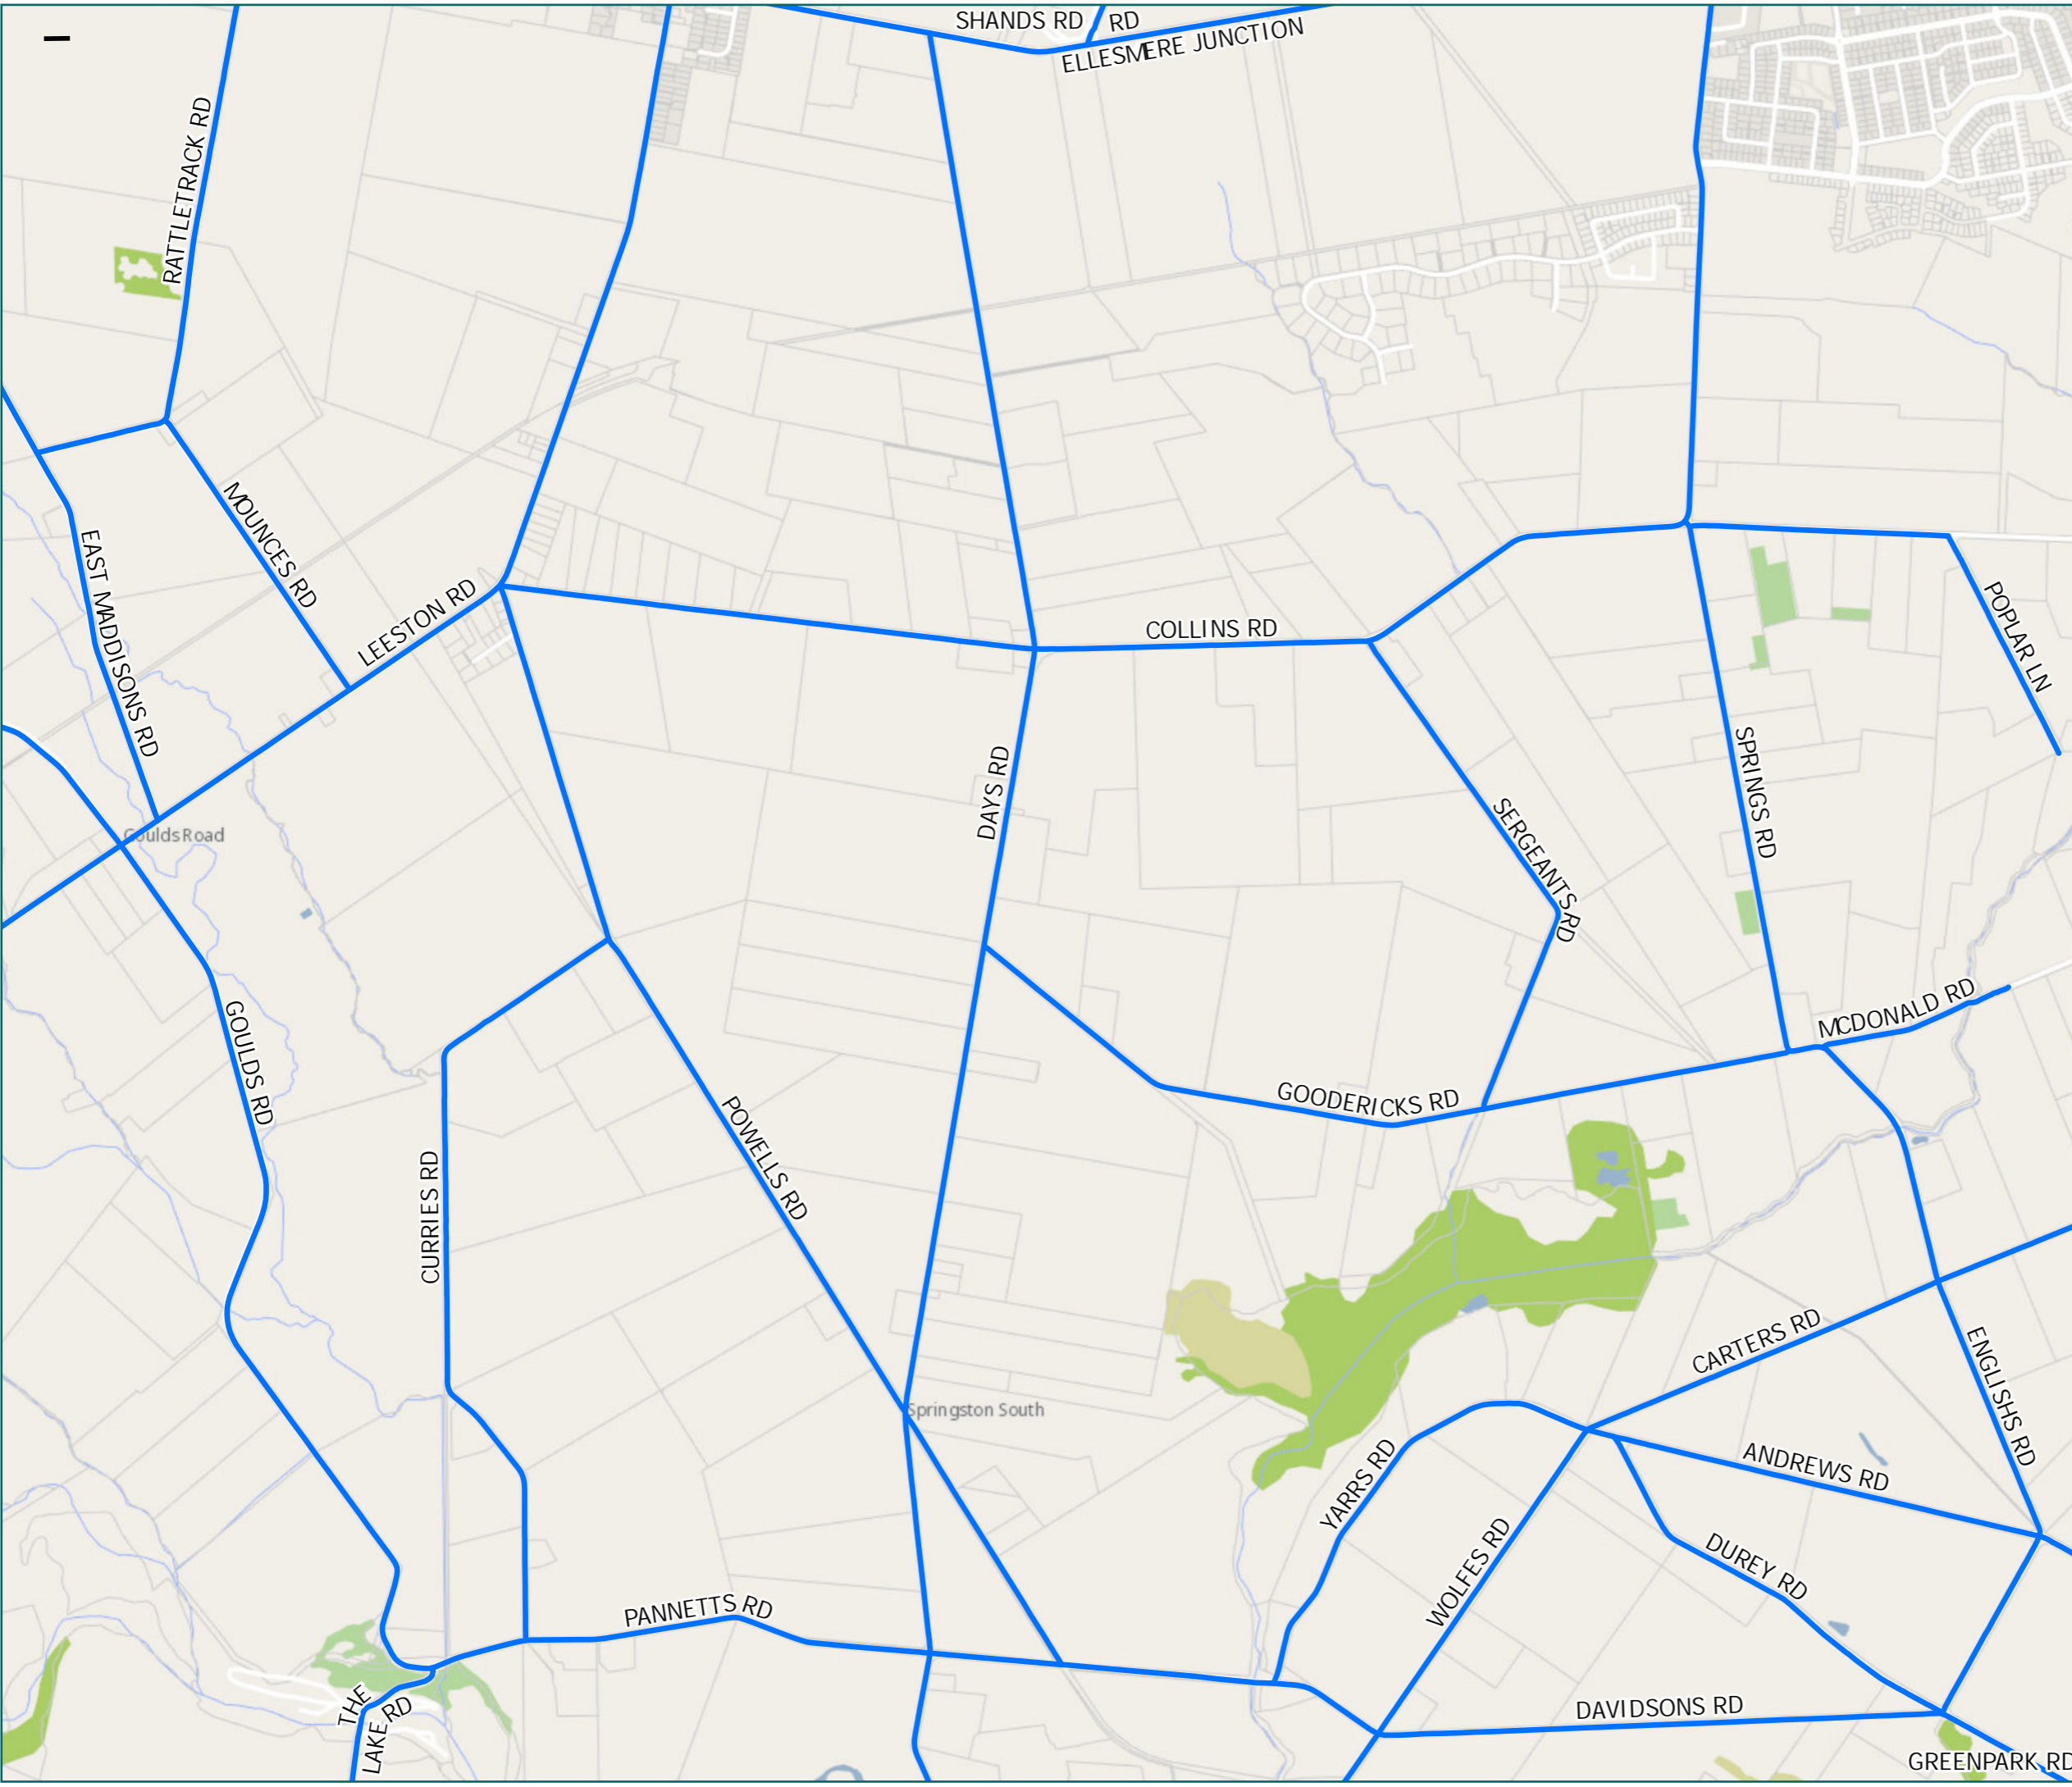 SHANDS RD
RD
ELLESMERE JUNCTION
RATTLETRACK RD
MOUNCES RD
EAST MADDISONS RD
LEESTON RD
COLLINS RD
POPLAR LN
SPRINGS RD
DAYS RD
SERGEANTS RD
Goulds Road
GOULDS RD
MCDONALD RD
GOODERICKS RD
POWELLS RD
CURRIES RD
CARTERS RD
ENGLISHS RD
Springston South
YARRS RD
ANDREWS RD
WOLFES RD
DUREY RD
PANNETTS RD
THE
LAKE RD
DAVIDSONS RD
GREENPARK RD